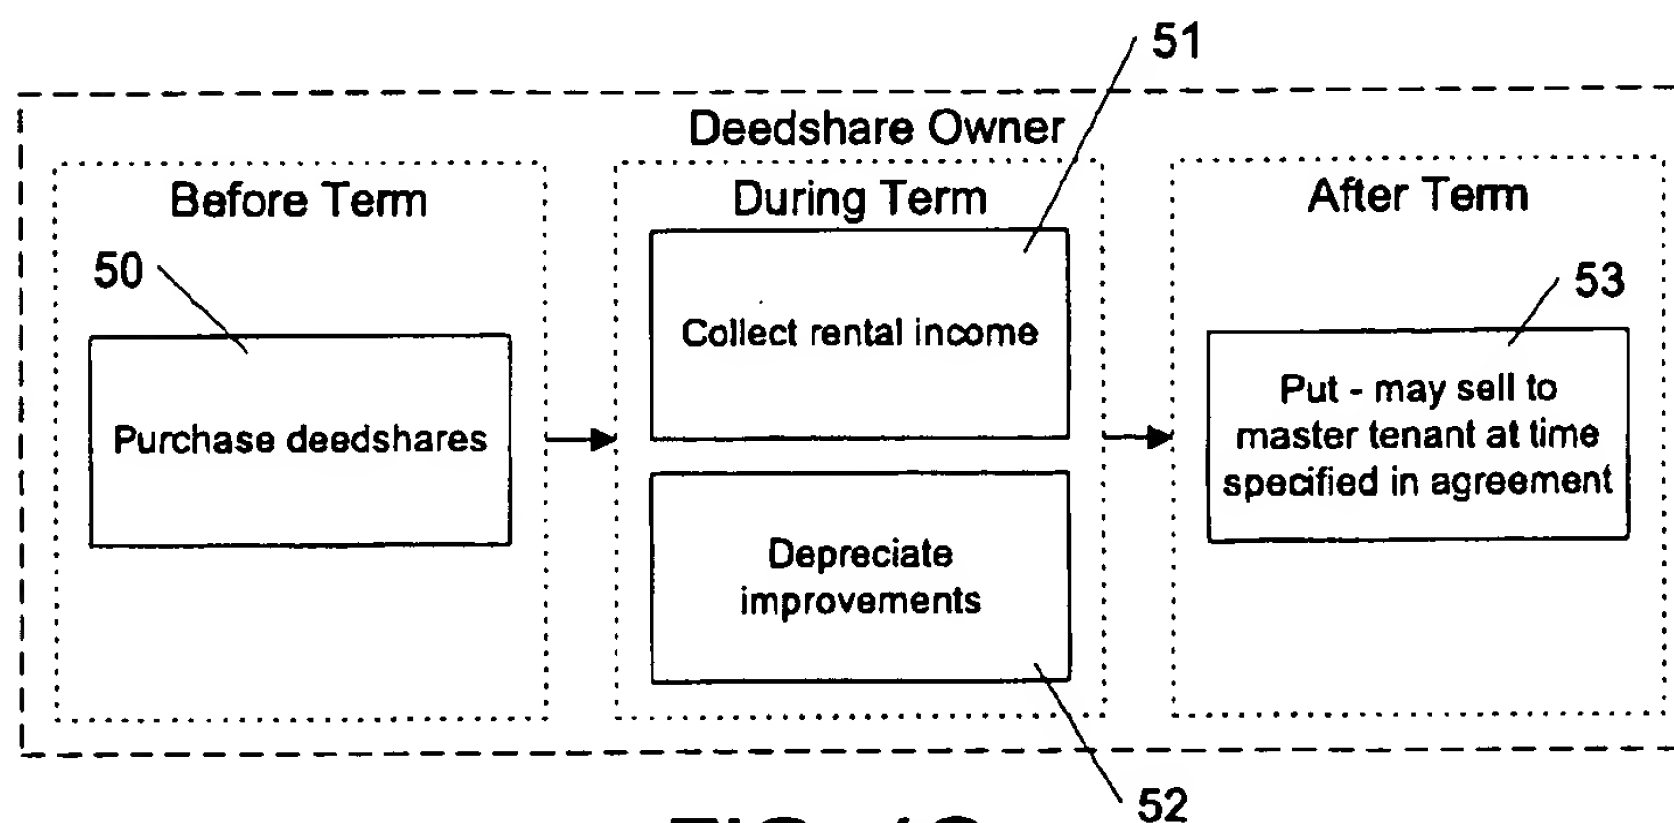 51
Deedshare Owner
Before Term
During Term
After Term
50
53
Purchase deedshares
Collect rental income
Depreciate
improvements
Put - may sell to
master tenant at time
specified in agreement
52